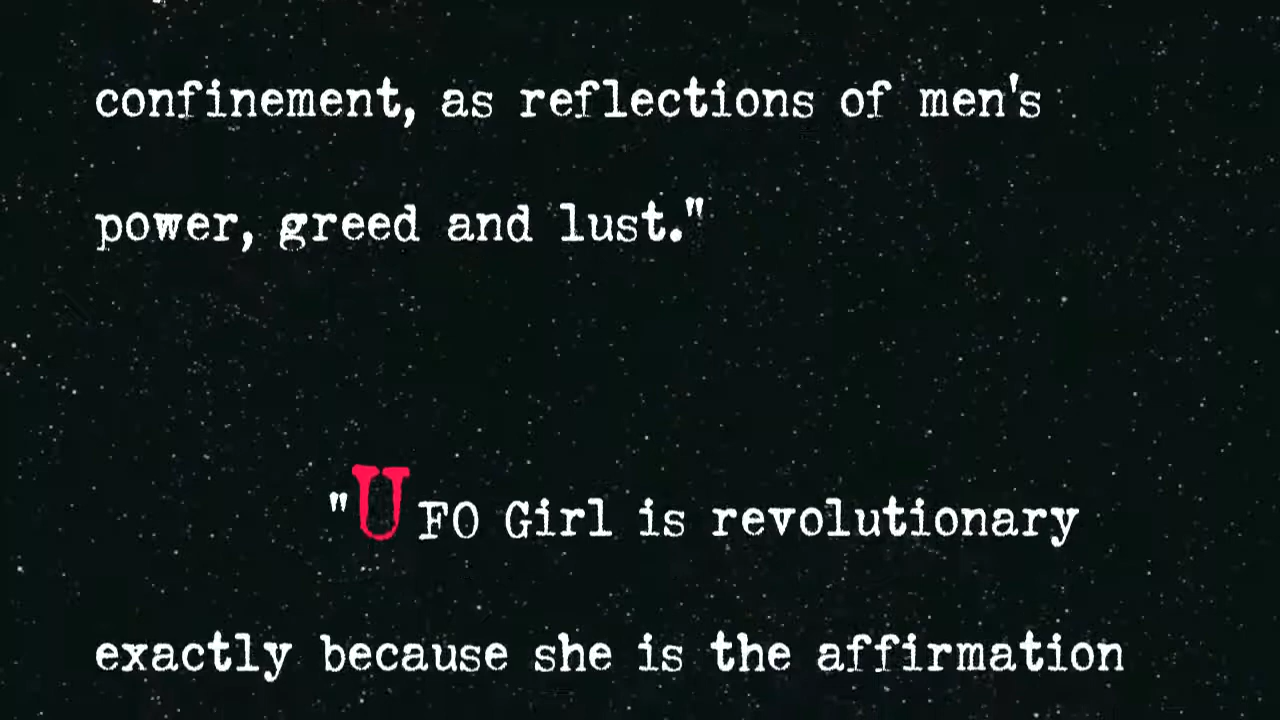 confinement, as reflections of men's
power, greed and lust."
"UFO Girl is revolutionary
exactly because she is the affirmation